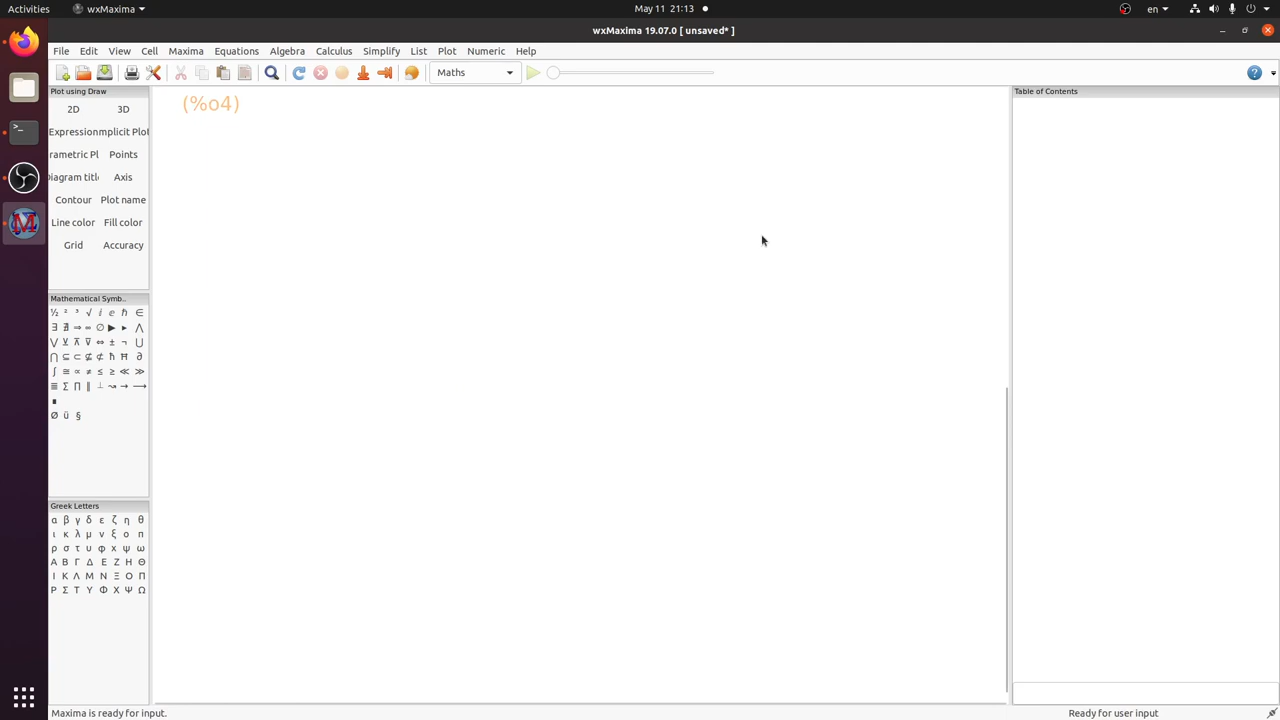 Activities wxMaxima May 11 21:13 en
wxMaxima 19.07.0 [ unsaved* ]
File Edit View Cell Maxima Equations Algebra Calculus Simplify List Plot Numeric Help
Maths
Plot using Draw
Table of Contents
(%o4)
2D 3D
Expression mplicit Plot
rametric Pl Points
Diagram title Axis
Contour Plot name
Line color Fill color
Grid Accuracy
Mathematical Symb..
½ ² ³ √ ⅈ ⅇ ℏ ∈
∃ ∄ ⇒ ∞ ∅ ▶ ▸ ⋀
⋁ ⊻ ⊼ ⊽ ⇔ ± ¬ ⋃
⋂ ⊆ ⊂ ⊈ ⊄ ħ Ħ ∂
∫ ≅ ∝ ≠ ≤ ≥ ≪ ≫
≣ ∑ ∏ ∥ ⟂ ↝ → ⟶
∎
Ø ü §
Greek Letters
α β γ δ ε ζ η θ
ι κ λ μ ν ξ ο π
ρ σ τ υ φ χ ψ ω
Α Β Γ Δ Ε Ζ Η Θ
Ι Κ Λ Μ Ν Ξ Ο Π
Ρ Σ Τ Υ Φ Χ Ψ Ω
Maxima is ready for input. Ready for user input